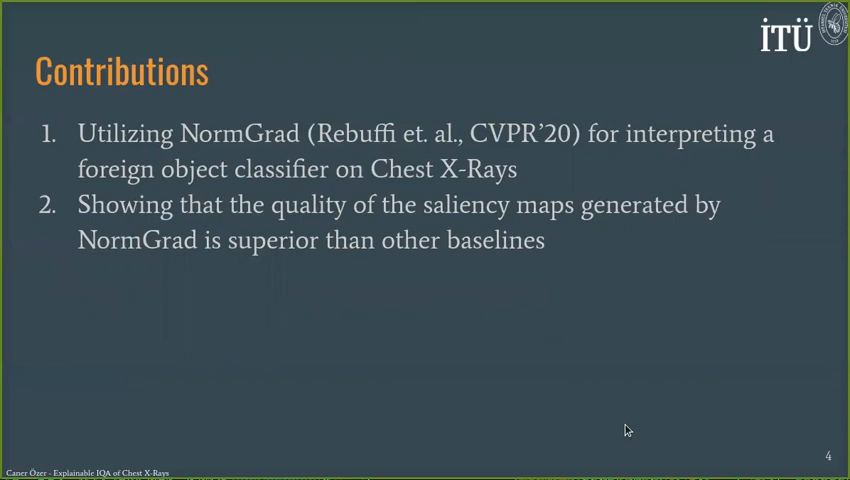 İTÜ
Contributions
1. Utilizing NormGrad (Rebuffi et. al., CVPR’20) for interpreting a
foreign object classifier on Chest X-Rays
2. Showing that the quality of the saliency maps generated by
NormGrad is superior than other baselines
4
Caner Özer - Explainable IQA of Chest X-Rays